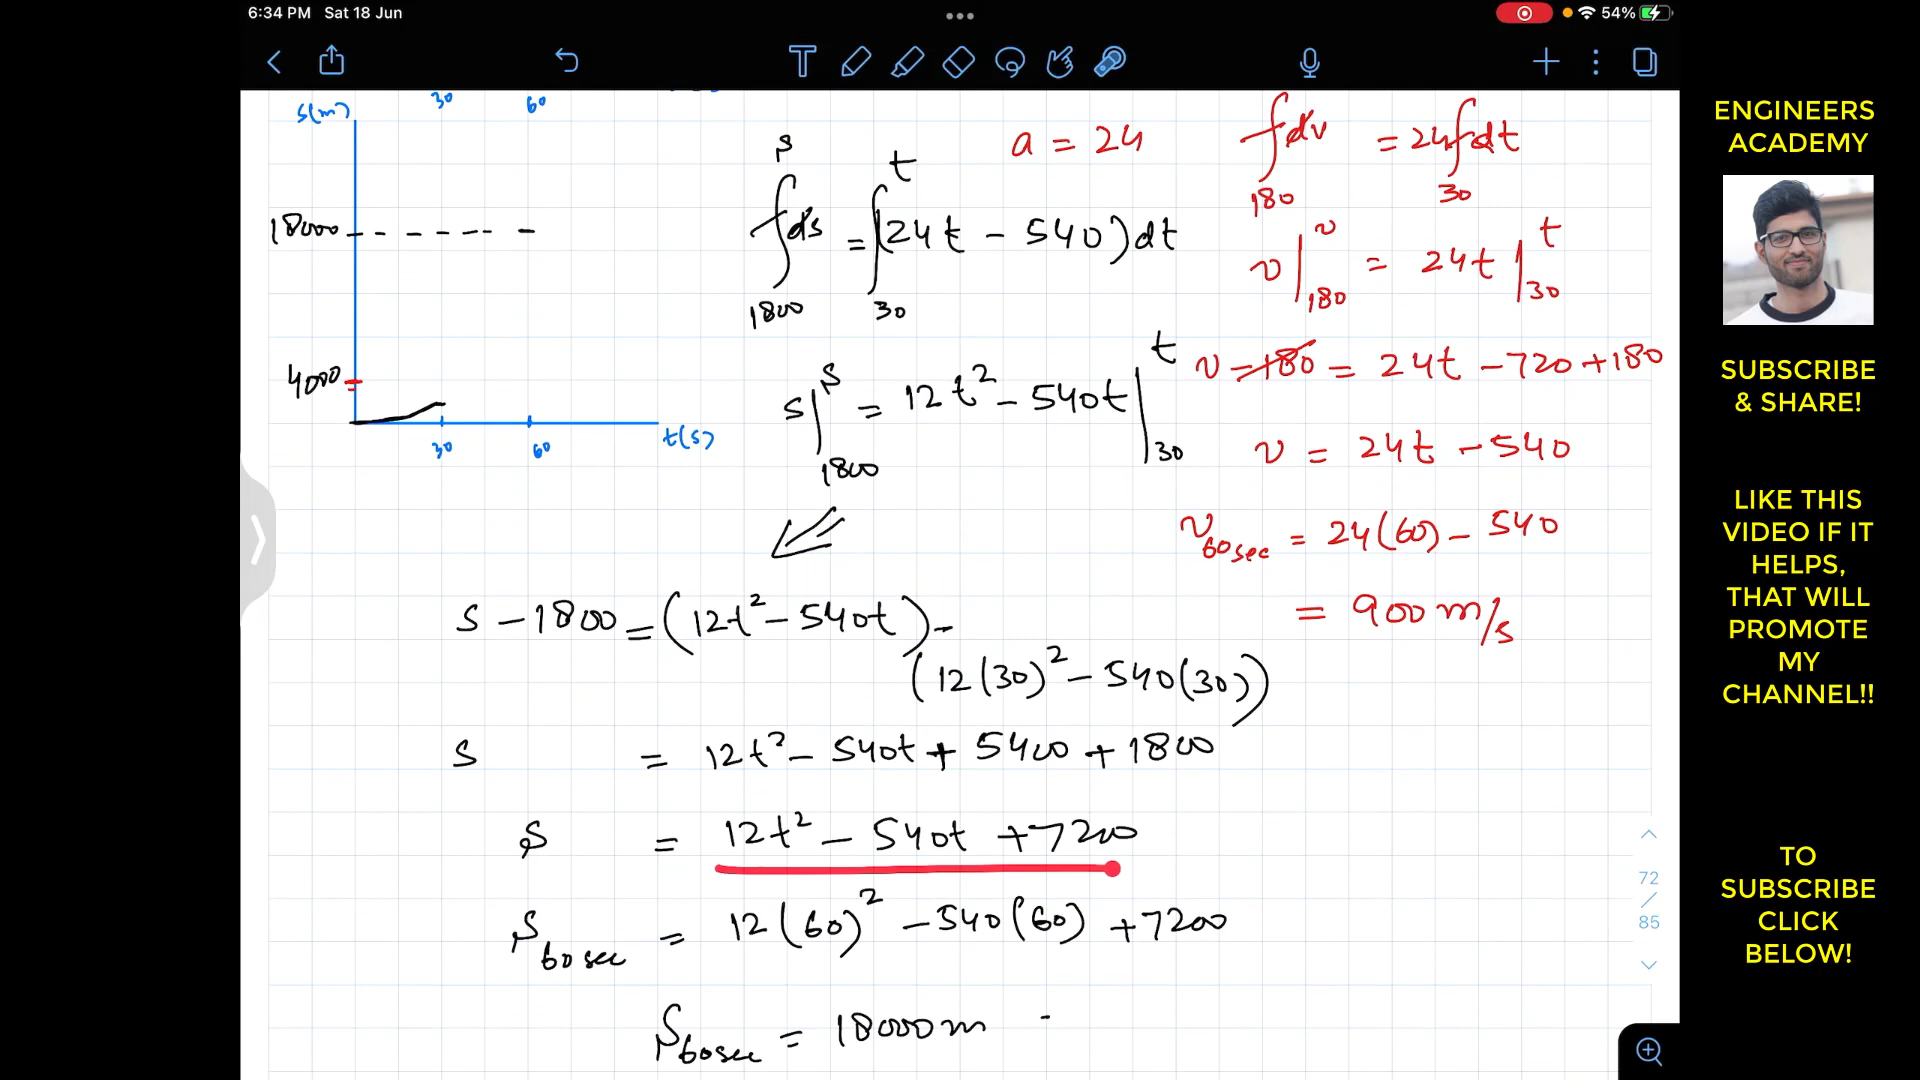 6:34 PM Sat 18 Jun
54%
S(m)
30 60
18000
4000
30 60
t(s)
s t
∫ds = ∫(24t - 540)dt
1800 30
s|s = 12t² - 540t|t
1800 30
a = 24
∫dv = 24∫dt
180 30
v|v = 24t|t
180 30
v - 180 = 24t - 720 + 180
v = 24t - 540
v60sec = 24(60) - 540
= 900 m/s
S - 1800 = (12t² - 540t) -
(12(30)² - 540(30))
S = 12t² - 540t + 5400 + 1800
S = 12t² - 540t + 7200
S60sec = 12(60)² - 540(60) + 7200
S60sec = 18000m
72
/
85
ENGINEERS
ACADEMY
SUBSCRIBE
& SHARE!
LIKE THIS
VIDEO IF IT
HELPS,
THAT WILL
PROMOTE
MY
CHANNEL!!
TO
SUBSCRIBE
CLICK
BELOW!